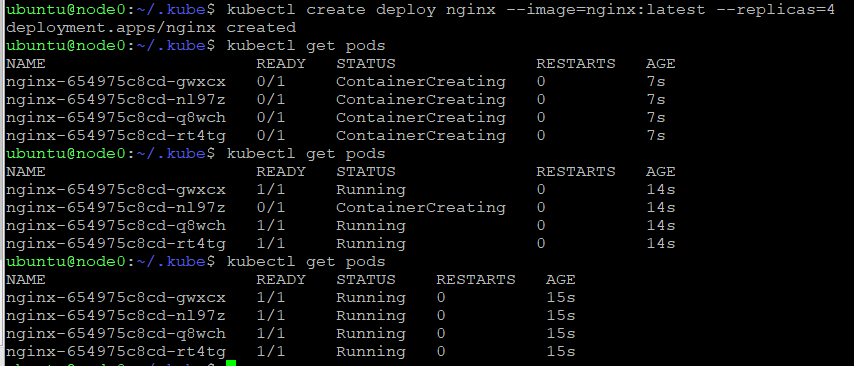 ubuntu@node0:~/.kube$ kubectl create deploy nginx --image=nginx:latest --replicas=4
deployment.apps/nginx created
ubuntu@node0:~/.kube$ kubectl get pods
NAME READY STATUS RESTARTS AGE
nginx-654975c8cd-gwxcx 0/1 ContainerCreating 0 7s
nginx-654975c8cd-nl97z 0/1 ContainerCreating 0 7s
nginx-654975c8cd-q8wch 0/1 ContainerCreating 0 7s
nginx-654975c8cd-rt4tg 0/1 ContainerCreating 0 7s
ubuntu@node0:~/.kube$ kubectl get pods
NAME READY STATUS RESTARTS AGE
nginx-654975c8cd-gwxcx 1/1 Running 0 14s
nginx-654975c8cd-nl97z 0/1 ContainerCreating 0 14s
nginx-654975c8cd-q8wch 1/1 Running 0 14s
nginx-654975c8cd-rt4tg 1/1 Running 0 14s
ubuntu@node0:~/.kube$ kubectl get pods
NAME READY STATUS RESTARTS AGE
nginx-654975c8cd-gwxcx 1/1 Running 0 15s
nginx-654975c8cd-nl97z 1/1 Running 0 15s
nginx-654975c8cd-q8wch 1/1 Running 0 15s
nginx-654975c8cd-rt4tg 1/1 Running 0 15s
ubuntu@node0:~/.kube$